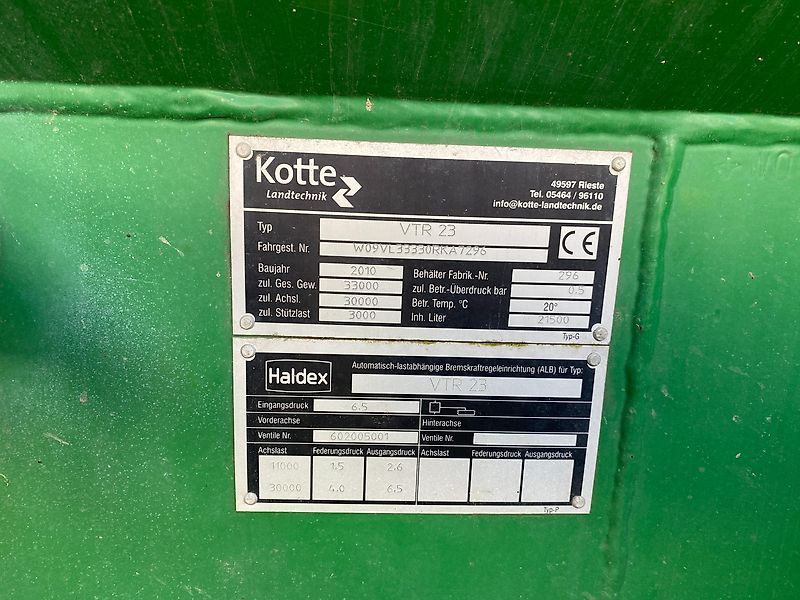 Kotte
Landtechnik
49597 Rieste
Tel. 05464 / 96110
info@kotte-landtechnik.de
Typ VTR 23
Fahrgest. Nr. W09VL33330RKA7296
CE
Baujahr 2010
zul. Ges. Gew. 33000
zul. Achsl. 30000
zul. Stützlast 3000
Behälter Fabrik.-Nr. 296
zul. Betr.-Überdruck bar 0,5
Betr. Temp. °C 20°
Inh. Liter 21500
Typ-G
Haldex
Automatisch-lastabhängige Bremskraftregeleinrichtung (ALB) für Typ:
VTR 23
Eingangsdruck 6.5
Vorderachse Hinterachse
Ventile Nr. 602005001 Ventile Nr.
Achslast Federungsdruck Ausgangsdruck Achslast Federungsdruck Ausgangsdruck
11000 1.5 2.6
30000 4.0 6.5
Typ-P